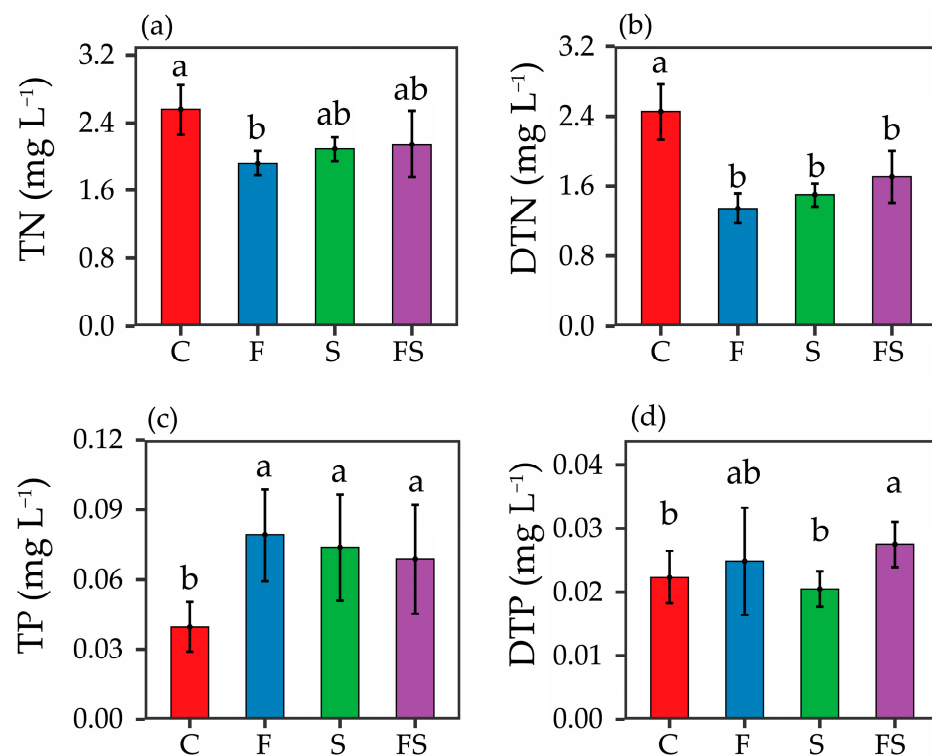 (a)
TN (mg L⁻¹)
3.2
2.4
1.6
0.8
0.0
a
b
ab
ab
C F S FS
(b)
DTN (mg L⁻¹)
3.2
2.4
1.6
0.8
0.0
a
b
b
b
C F S FS
(c)
TP (mg L⁻¹)
0.12
0.09
0.06
0.03
0.00
b
a
a
a
C F S FS
(d)
DTP (mg L⁻¹)
0.04
0.03
0.02
0.01
0.00
b
ab
b
a
C F S FS